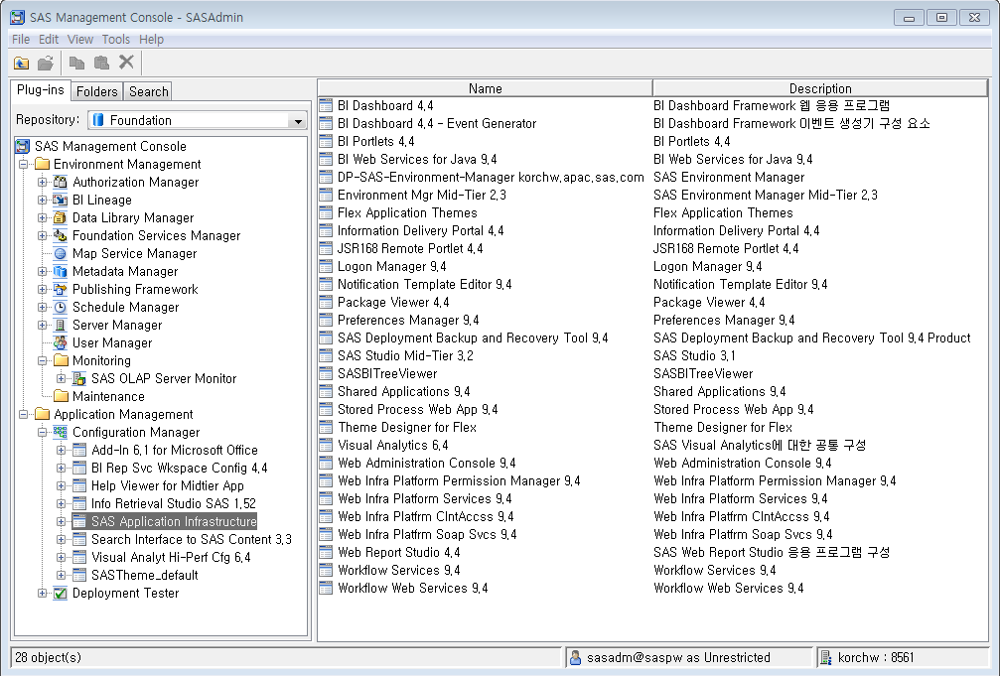 SAS Management Console - SASAdmin
File Edit View Tools Help
Plug-ins Folders Search
Repository: Foundation
SAS Management Console
Environment Management
Authorization Manager
BI Lineage
Data Library Manager
Foundation Services Manager
Map Service Manager
Metadata Manager
Publishing Framework
Schedule Manager
Server Manager
User Manager
Monitoring
SAS OLAP Server Monitor
Maintenance
Application Management
Configuration Manager
Add-In 6.1 for Microsoft Office
BI Rep Svc Wkspace Config 4.4
Help Viewer for Midtier App
Info Retrieval Studio SAS 1.52
SAS Application Infrastructure
Search Interface to SAS Content 3.3
Visual Analyt Hi-Perf Cfg 6.4
SASTheme_default
Deployment Tester
Name Description
BI Dashboard 4.4 BI Dashboard Framework 웹 응용 프로그램
BI Dashboard 4.4 - Event Generator BI Dashboard Framework 이벤트 생성기 구성 요소
BI Portlets 4.4 BI Portlets 4.4
BI Web Services for Java 9.4 BI Web Services for Java 9.4
DP-SAS-Environment-Manager korchw.apac.sas.com SAS Environment Manager
Environment Mgr Mid-Tier 2.3 SAS Environment Manager Mid-Tier 2.3
Flex Application Themes Flex Application Themes
Information Delivery Portal 4.4 Information Delivery Portal 4.4
JSR168 Remote Portlet 4.4 JSR168 Remote Portlet 4.4
Logon Manager 9.4 Logon Manager 9.4
Notification Template Editor 9.4 Notification Template Editor 9.4
Package Viewer 4.4 Package Viewer 4.4
Preferences Manager 9.4 Preferences Manager 9.4
SAS Deployment Backup and Recovery Tool 9.4 SAS Deployment Backup and Recovery Tool 9.4 Product
SAS Studio Mid-Tier 3.2 SAS Studio 3.1
SASBITreeViewer SASBITreeViewer
Shared Applications 9.4 Shared Applications 9.4
Stored Process Web App 9.4 Stored Process Web App 9.4
Theme Designer for Flex Theme Designer for Flex
Visual Analytics 6.4 SAS Visual Analytics에 대한 공통 구성
Web Administration Console 9.4 Web Administration Console 9.4
Web Infra Platform Permission Manager 9.4 Web Infra Platform Permission Manager 9.4
Web Infra Platform Services 9.4 Web Infra Platform Services 9.4
Web Infra Platfrm ClntAccss 9.4 Web Infra Platfrm ClntAccss 9.4
Web Infra Platfrm Soap Svcs 9.4 Web Infra Platfrm Soap Svcs 9.4
Web Report Studio 4.4 SAS Web Report Studio 응용 프로그램 구성
Workflow Services 9.4 Workflow Services 9.4
Workflow Web Services 9.4 Workflow Web Services 9.4
28 object(s) sasadm@saspw as Unrestricted korchw : 8561